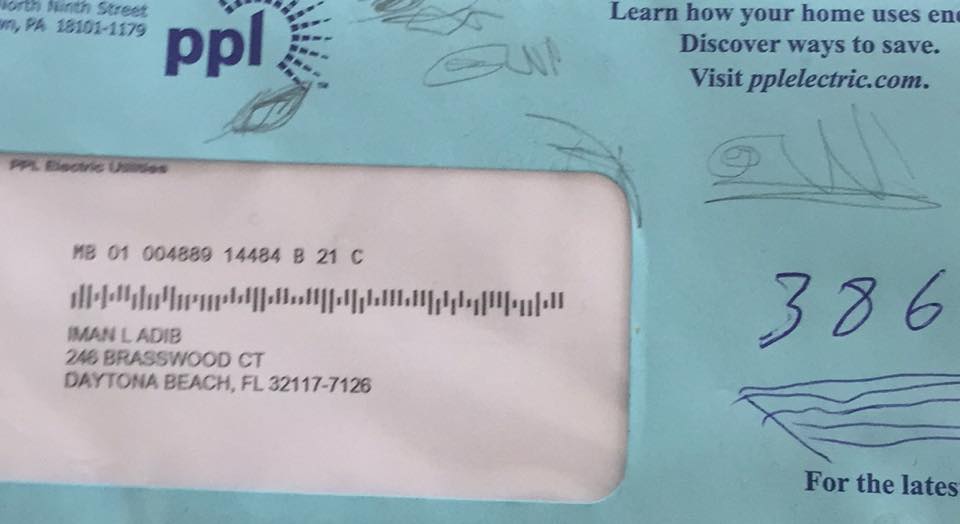 North Ninth Street
PA 18101-1179
ppl
TM
Learn how your home uses
Discover ways to save.
Visit pplelectric.com.
PPL Electric Utilities
MB 01 004889 14484 B 21 C
IMAN L ADIB
246 BRASSWOOD CT
DAYTONA BEACH, FL 32117-7126
386
For the